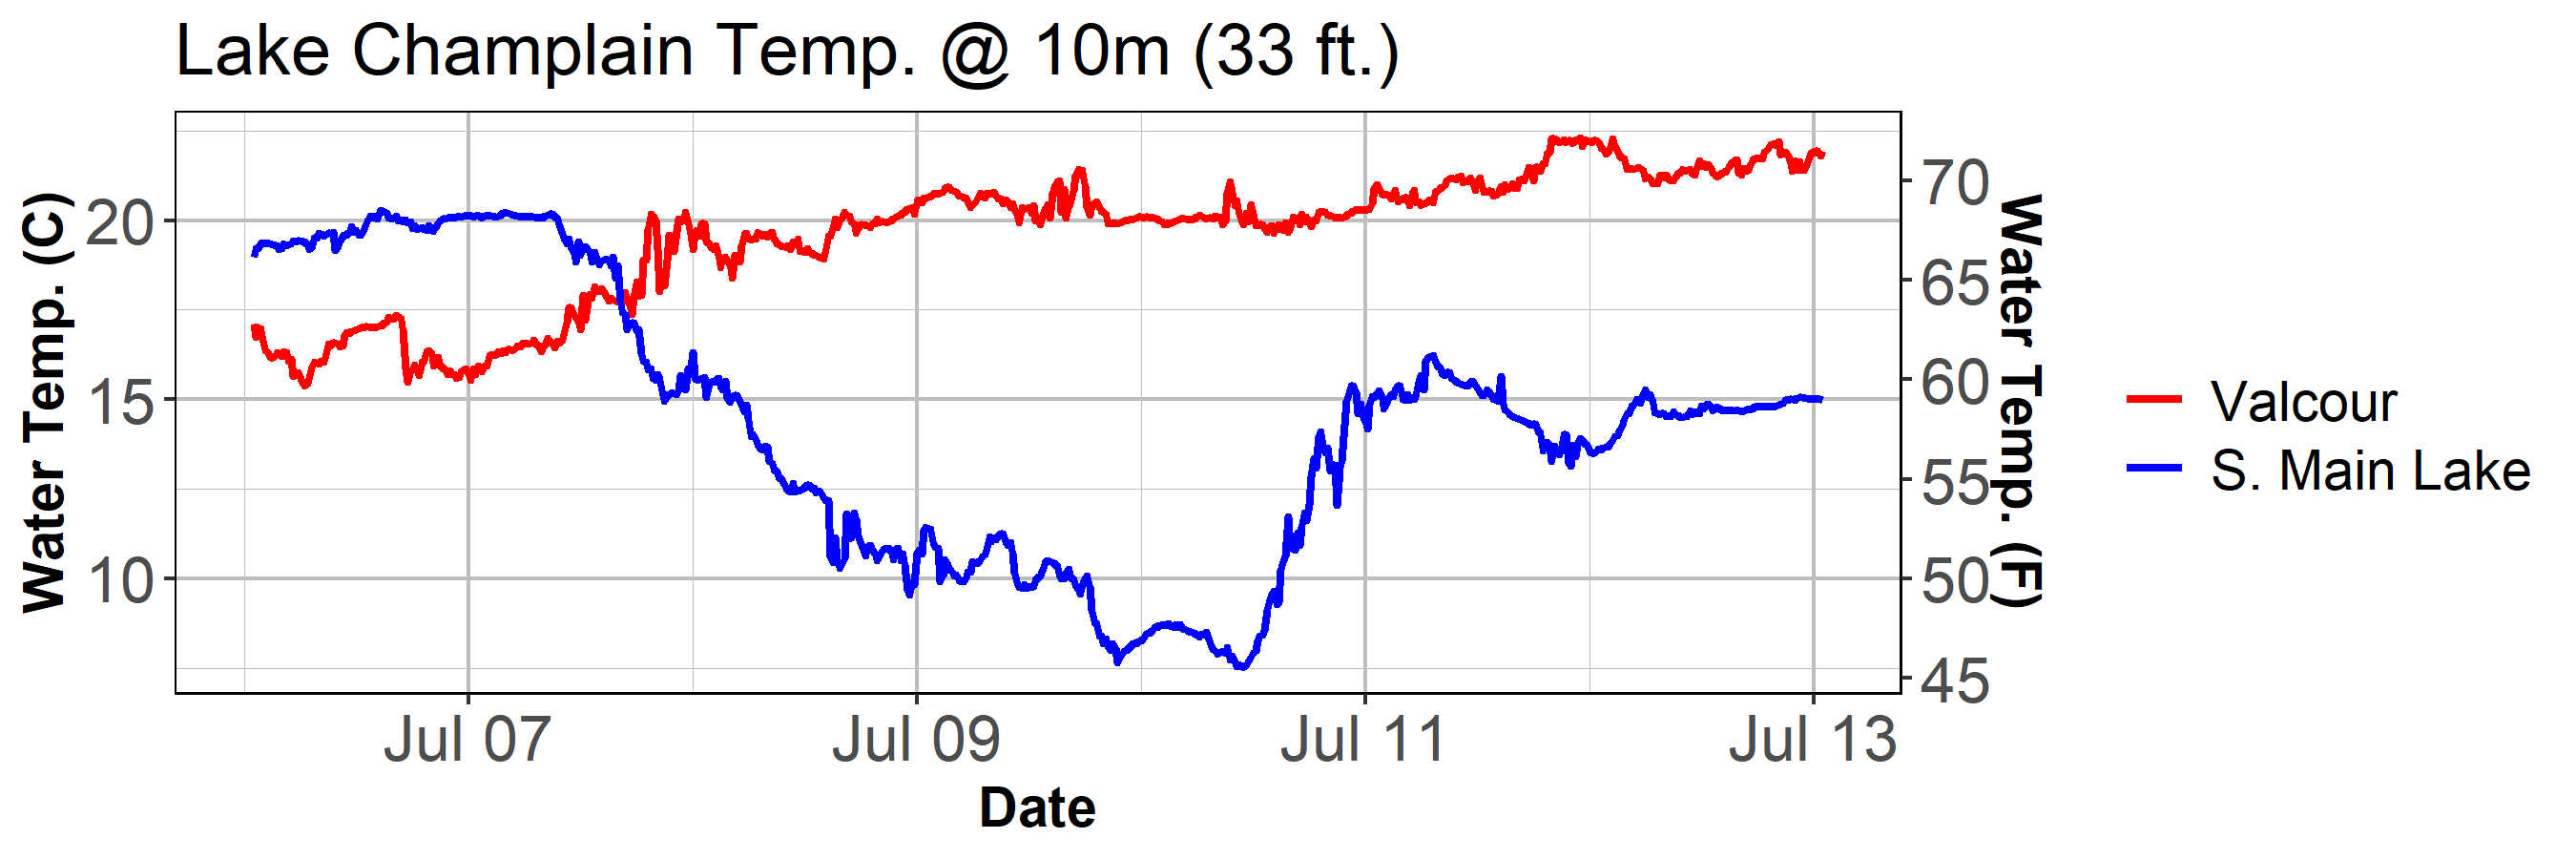 Lake Champlain Temp. @ 10m (33 ft.)
Water Temp. (C)
20
15
10
70
65
60
55
50
45
Water Temp. (F)
Jul 07
Jul 09
Jul 11
Jul 13
Date
Valcour
S. Main Lake